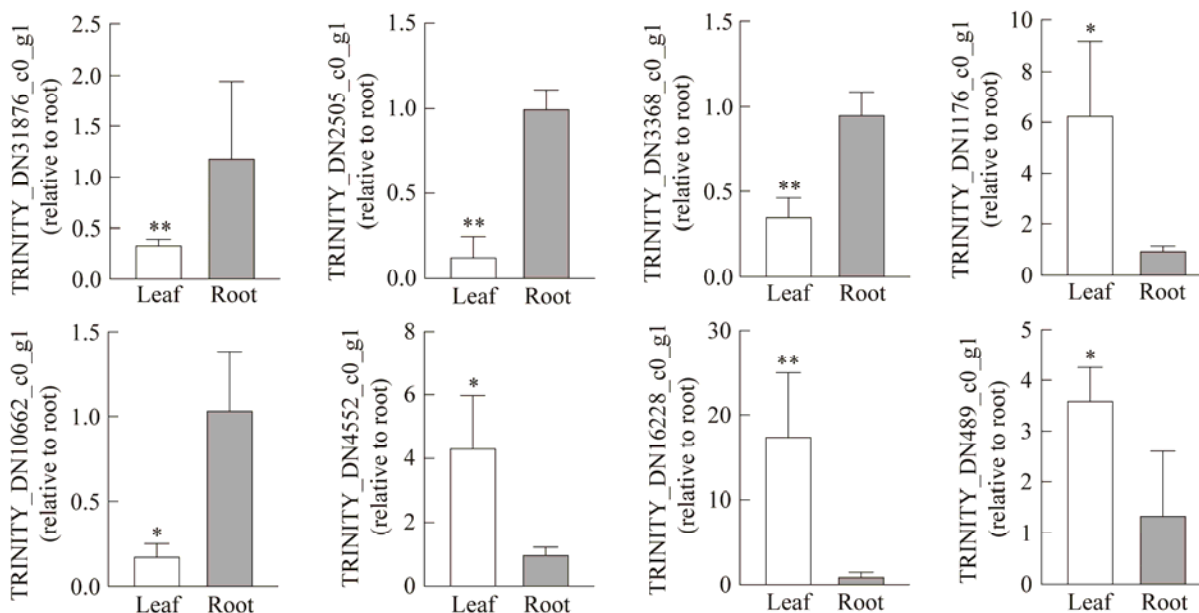 TRINITY_DN31876_c0_g1
(relative to root)
2.5
2.0
1.5
1.0
0.5
0.0
**
Leaf Root
TRINITY_DN2505_c0_g1
(relative to root)
1.5
1.0
0.5
0.0
**
Leaf Root
TRINITY_DN3368_c0_g1
(relative to root)
1.5
1.0
0.5
0.0
**
Leaf Root
TRINITY_DN1176_c0_g1
(relative to root)
10
8
6
4
2
0
*
Leaf Root
TRINITY_DN10662_c0_g1
(relative to root)
1.5
1.0
0.5
0.0
*
Leaf Root
TRINITY_DN4552_c0_g1
(relative to root)
8
6
4
2
0
*
Leaf Root
TRINITY_DN16228_c0_g1
(relative to root)
30
20
10
0
**
Leaf Root
TRINITY_DN489_c0_g1
(relative to root)
5
4
3
2
1
0
*
Leaf Root